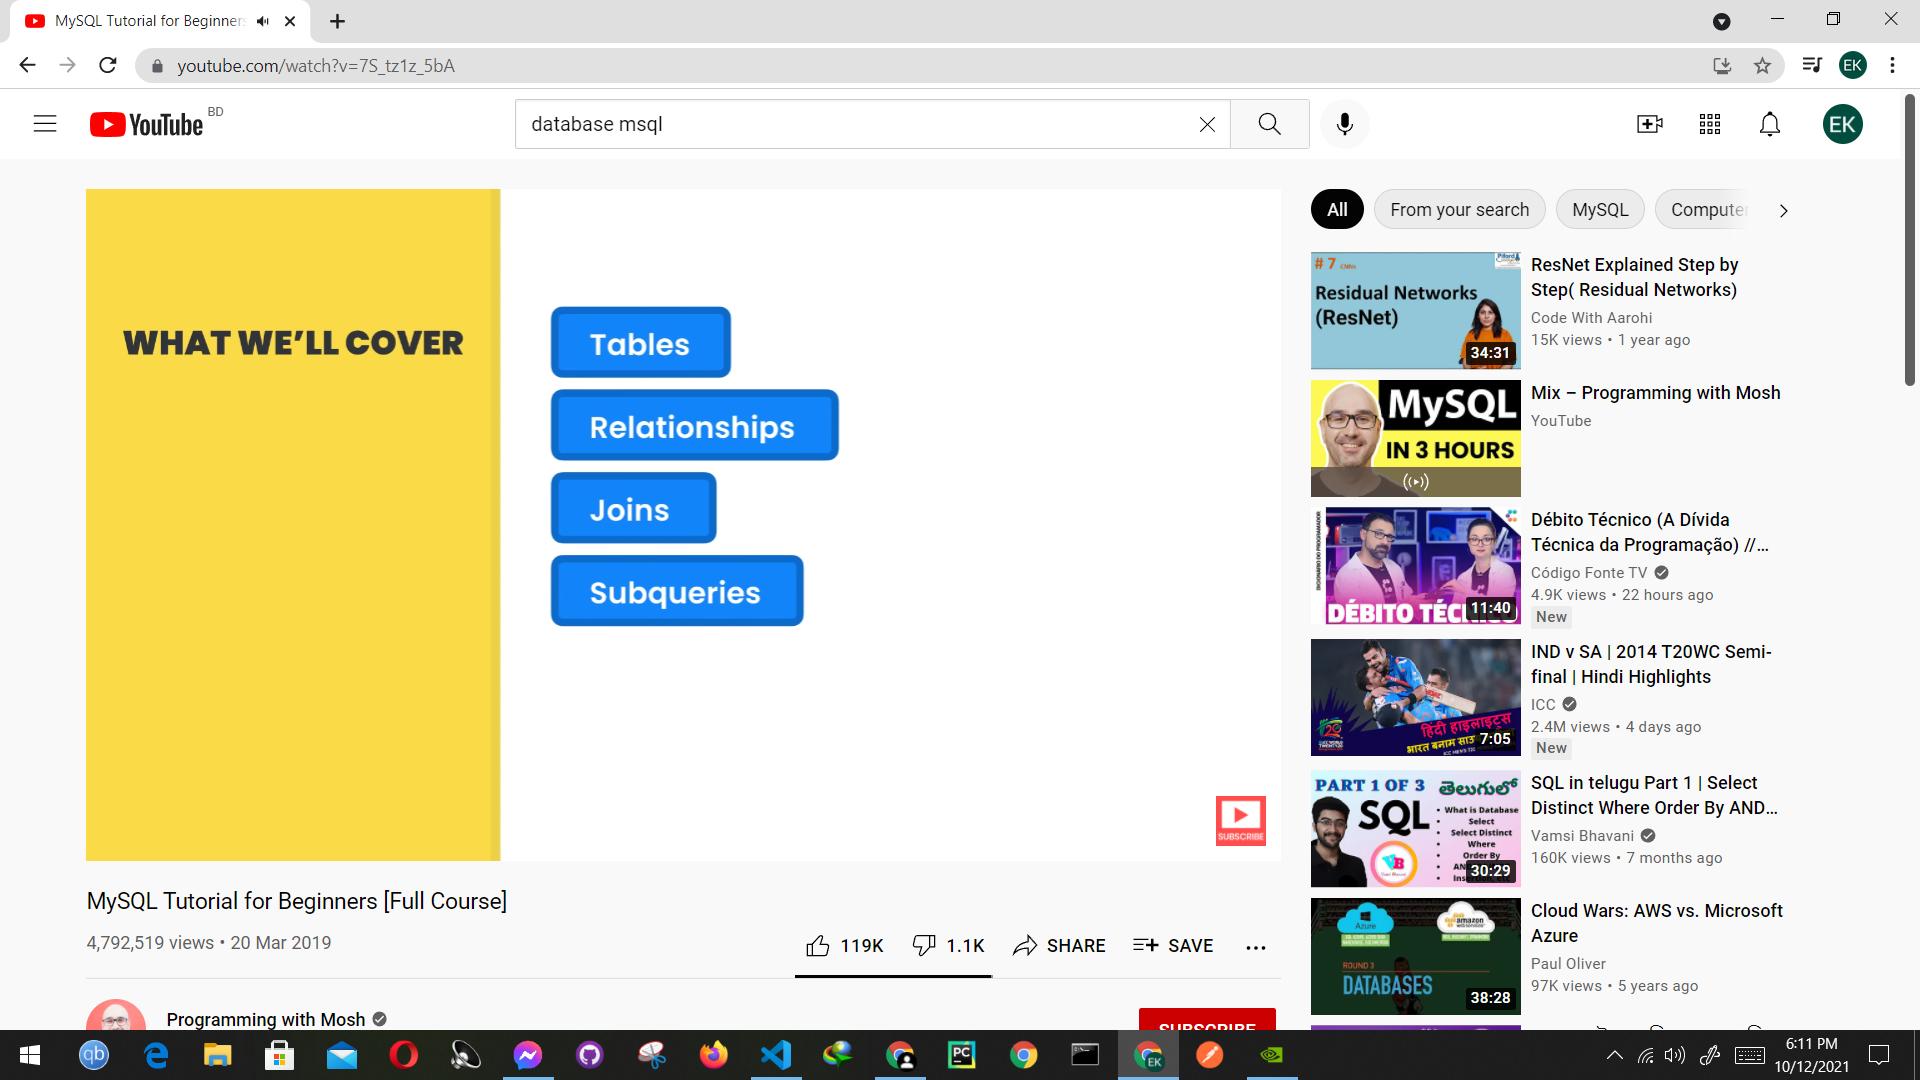 MySQL Tutorial for Beginner
youtube.com/watch?v=7S_tz1z_5bA
EK
YouTube
BD
database msql
EK
WHAT WE'LL COVER
Tables
Relationships
Joins
Subqueries
SUBSCRIBE
MySQL Tutorial for Beginners [Full Course]
4,792,519 views • 20 Mar 2019
119K
1.1K
SHARE
SAVE
Programming with Mosh
SUBSCRIBE
All
From your search
MySQL
Computer
# 7 CNNs
Residual Networks
(ResNet)
34:31
ResNet Explained Step by
Step( Residual Networks)
Code With Aarohi
15K views • 1 year ago
MySQL
IN 3 HOURS
Mix – Programming with Mosh
YouTube
DÉBITO TÉC
11:40
Débito Técnico (A Dívida
Técnica da Programação) //...
Código Fonte TV
4.9K views • 22 hours ago
New
हिंदी हाइलाइट्स
भारत बनाम साउ
7:05
IND v SA | 2014 T20WC Semi-
final | Hindi Highlights
ICC
2.4M views • 4 days ago
New
PART 1 OF 3 తెలుగులో
SQL
• What is Database
Select
• Select Distinct
• Where
• Order By
30:29
SQL in telugu Part 1 | Select
Distinct Where Order By AND...
Vamsi Bhavani
160K views • 7 months ago
Azure
amazon
ROUND 3
DATABASES
38:28
Cloud Wars: AWS vs. Microsoft
Azure
Paul Oliver
97K views • 5 years ago
qb
PC
EK
6:11 PM
10/12/2021